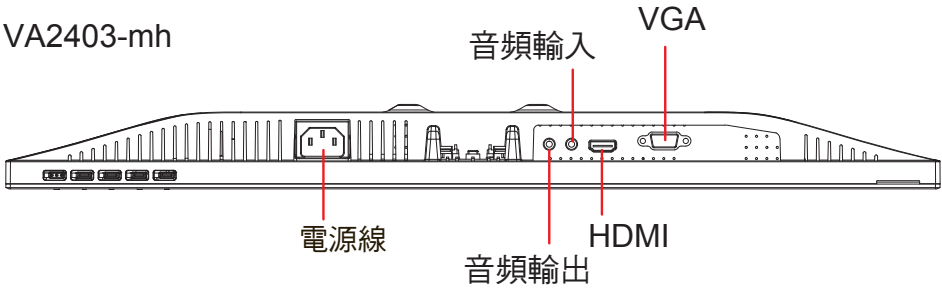 VA2403-mh
音頻輸入
VGA
電源線
音頻輸出
HDMI